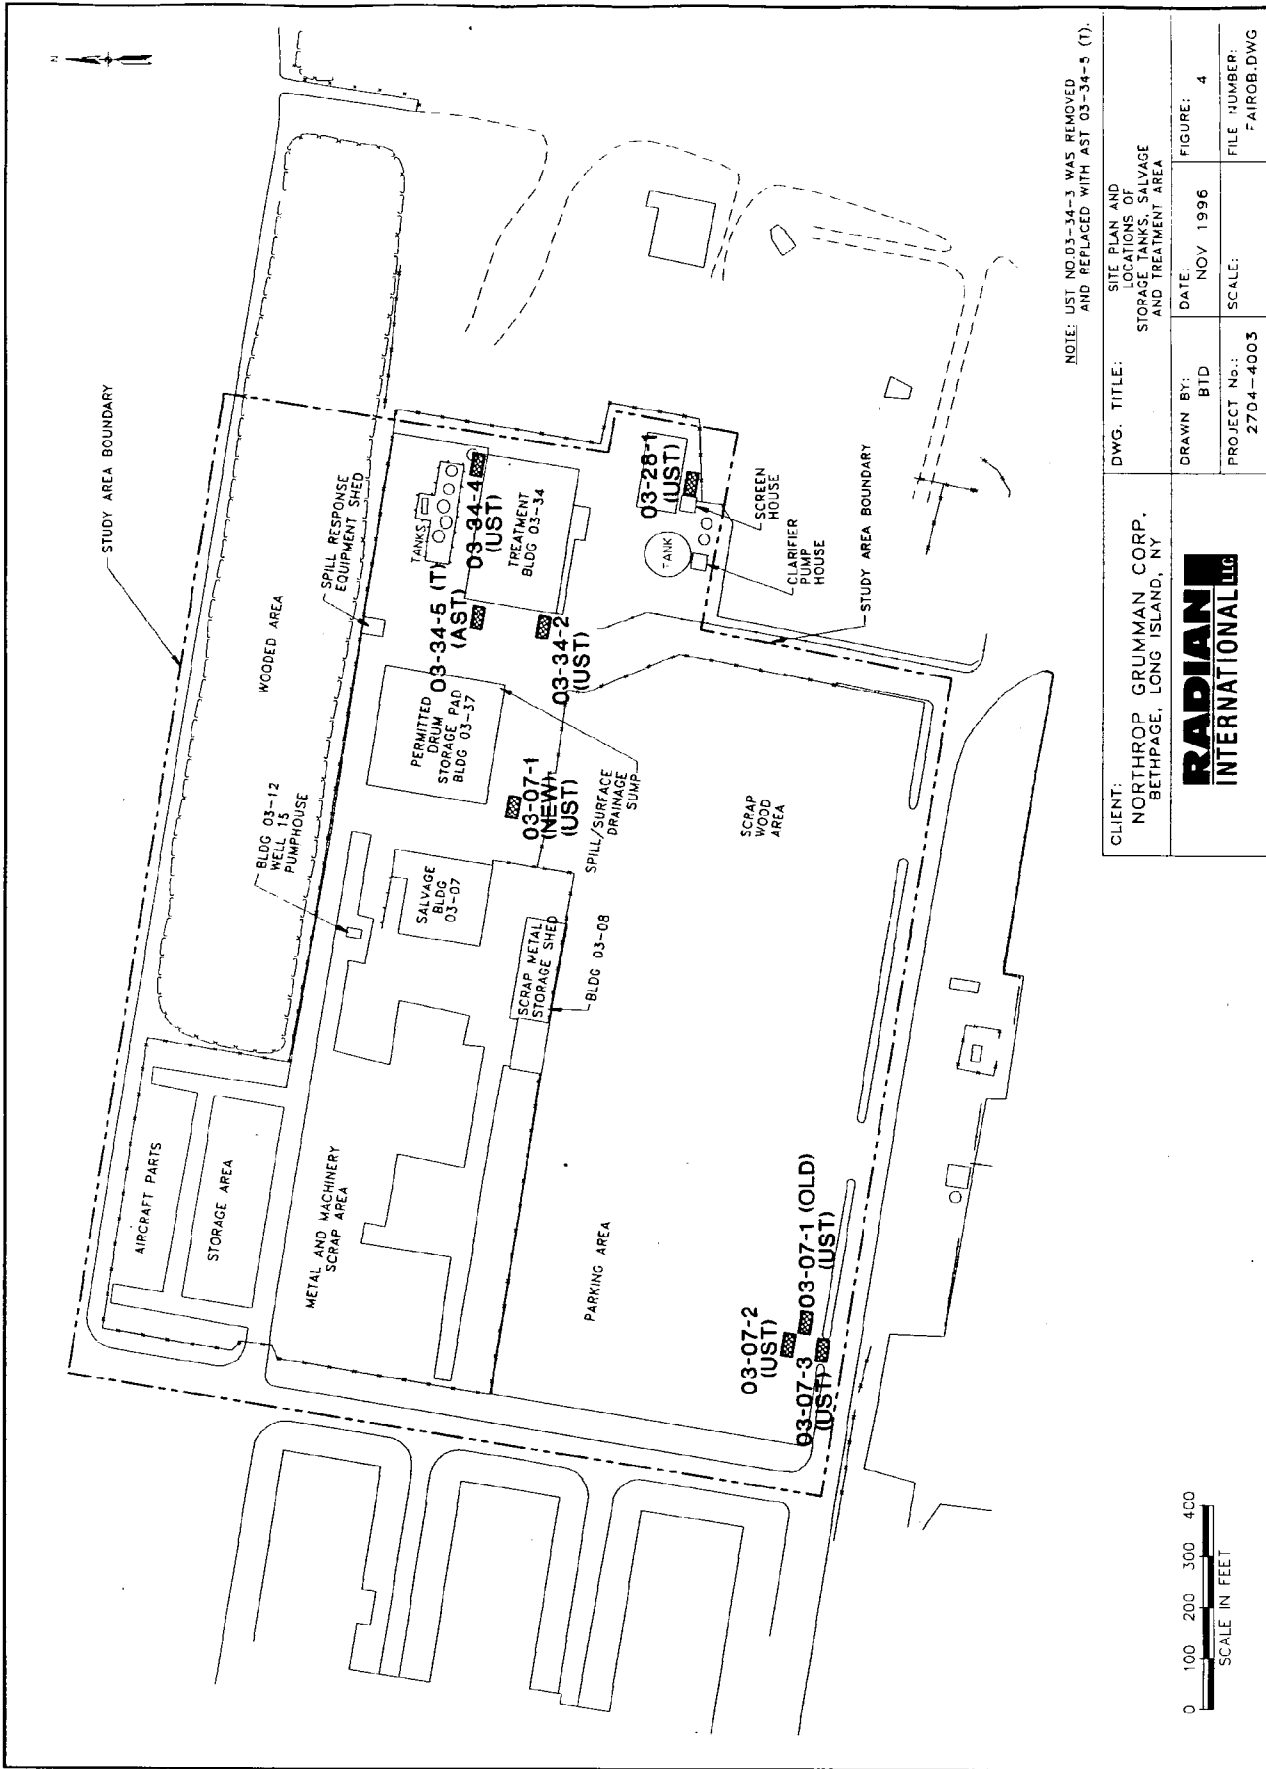 N
STUDY AREA BOUNDARY
WOODED AREA
SPILL RESPONSE
EQUIPMENT SHED
BLDG 03-12
WELL 15
PUMPHOUSE
AIRCRAFT PARTS
STORAGE AREA
METAL AND MACHINERY
SCRAP AREA
SALVAGE
BLDG
03-07
PERMITTED
DRUM
STORAGE PAD
BLDG 03-37
TANKS
03-34-5 (T)
(AST)
03-34-4
(UST)
TREATMENT
BLDG 03-34
03-34-2
(UST)
03-07-1
(NEW)
(UST)
SCRAP METAL
STORAGE SHED
BLDG 03-08
SPILL/SURFACE
DRAINAGE
SUMP
03-28-1
(UST)
TANK
SCREEN
HOUSE
CLARIFIER
PUMP
HOUSE
STUDY AREA BOUNDARY
PARKING AREA
SCRAP
WOOD
AREA
03-07-2
(UST)
03-07-1 (OLD)
(UST)
03-07-3
(UST)
NOTE: UST NO.03-34-3 WAS REMOVED
AND REPLACED WITH AST 03-34-5 (T).
0 100 200 300 400
SCALE IN FEET
CLIENT:
NORTHROP GRUMMAN CORP.
BETHPAGE, LONG ISLAND, NY
RADIAN
INTERNATIONAL LLC
DWG. TITLE:
SITE PLAN AND
LOCATIONS OF
STORAGE TANKS, SALVAGE
AND TREATMENT AREA
DRAWN BY:
BTD
DATE:
NOV 1996
FIGURE:
4
PROJECT No.:
2704-4003
SCALE:
FILE NUMBER:
FAIROB.DWG